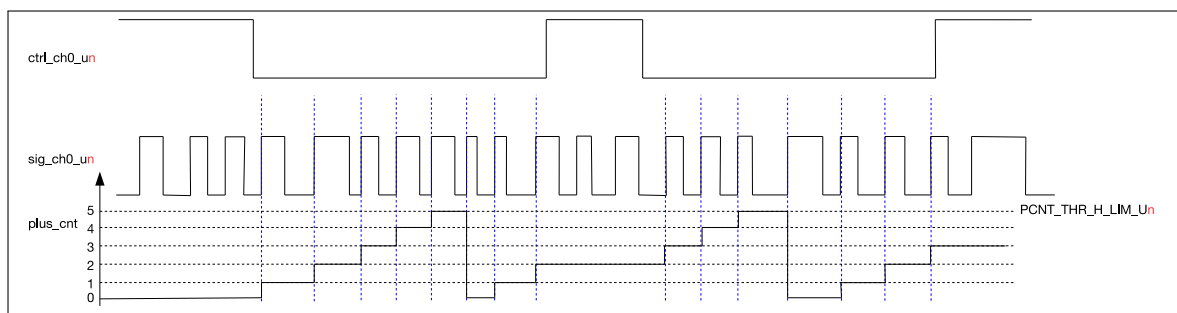 ctrl_ch0_un
sig_ch0_un
plus_cnt
5
4
3
2
1
0
PCNT_THR_H_LIM_Un